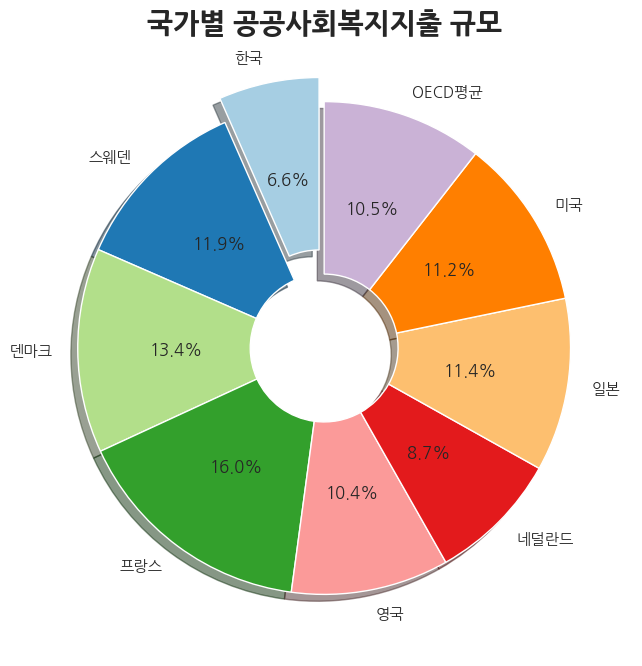 국가별 공공사회복지지출 규모
한국
6.6%
스웨덴
11.9%
덴마크
13.4%
프랑스
16.0%
영국
10.4%
네덜란드
8.7%
일본
11.4%
미국
11.2%
OECD평균
10.5%